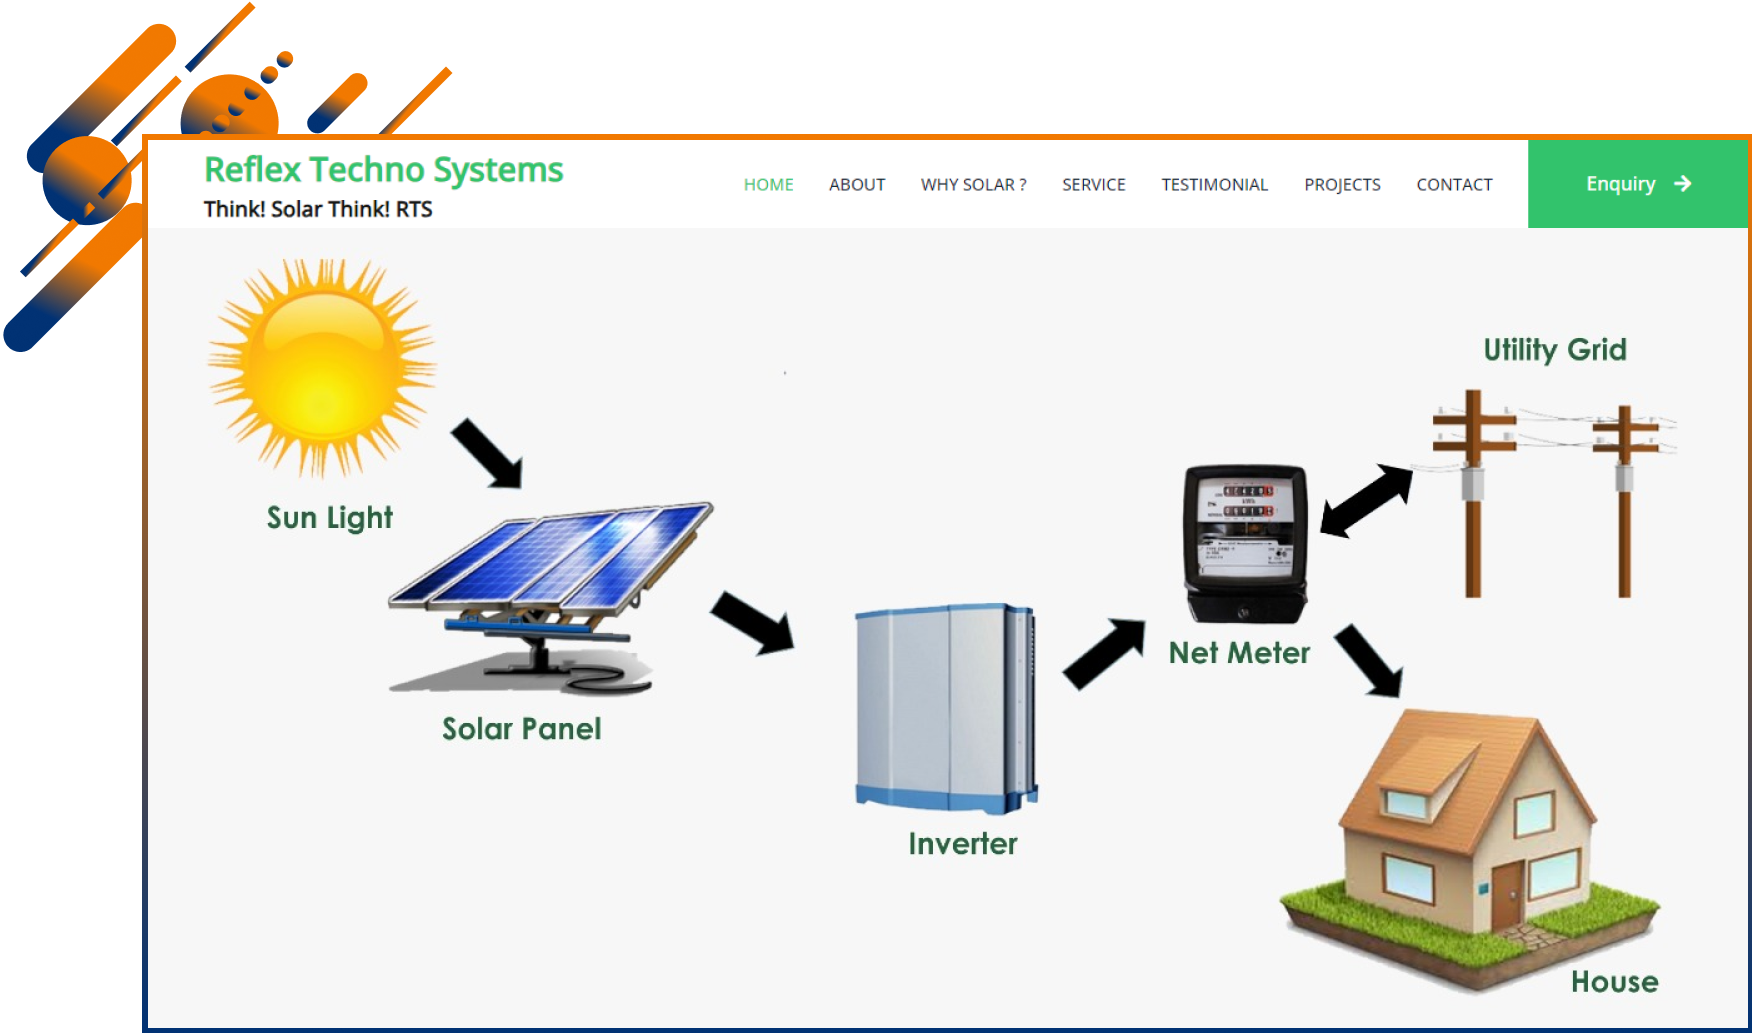 Reflex Techno Systems
Think! Solar Think! RTS
HOME ABOUT WHY SOLAR ? SERVICE TESTIMONIAL PROJECTS CONTACT
Enquiry
Utility Grid
Sun Light
kWh
Net Meter
Solar Panel
Inverter
House